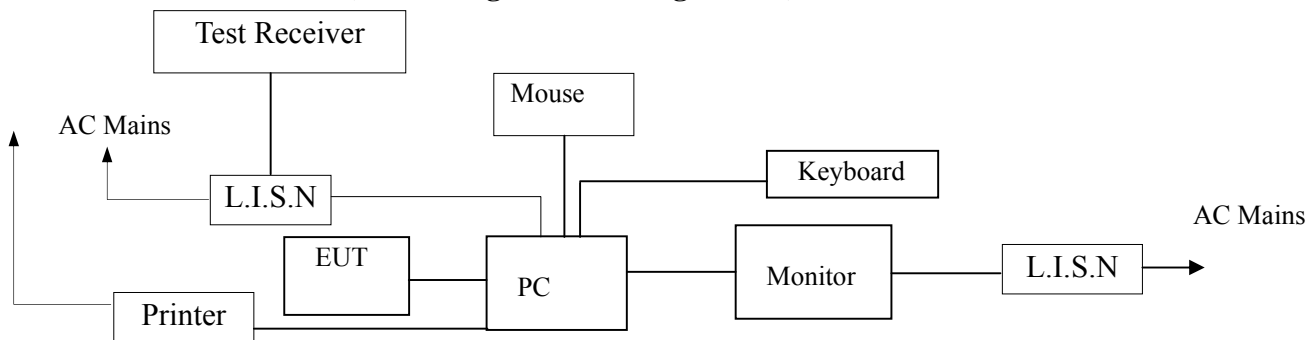 Test Receiver
Mouse
AC Mains
Keyboard
L.I.S.N
AC Mains
EUT
PC
Monitor
L.I.S.N
Printer